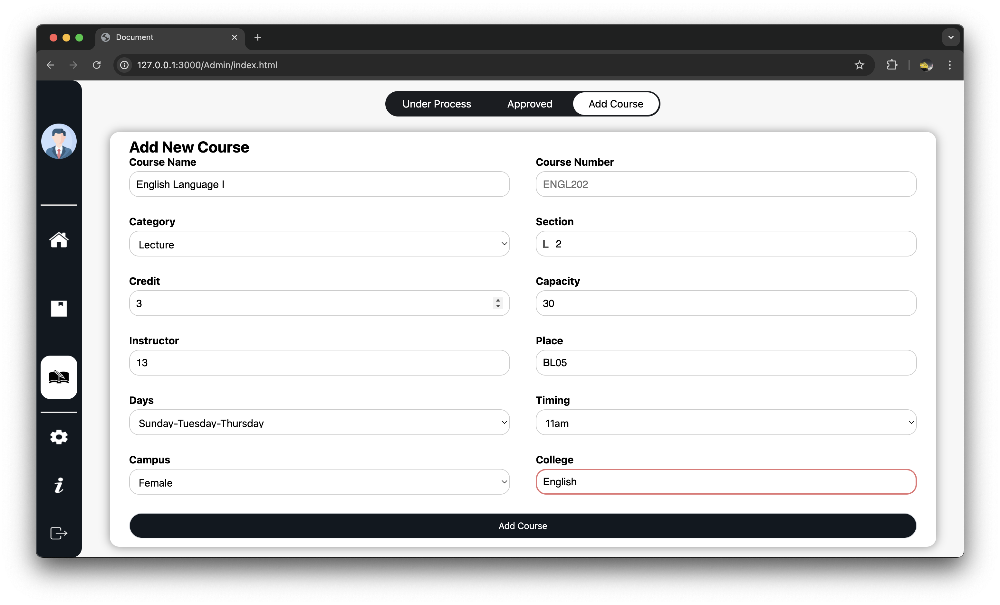 Document
127.0.0.1:3000/Admin/index.html
Under Process Approved Add Course
Add New Course
Course Name Course Number
English Language I ENGL202
Category Section
Lecture L 2
Credit Capacity
3 30
Instructor Place
13 BL05
Days Timing
Sunday-Tuesday-Thursday 11am
Campus College
Female English
Add Course